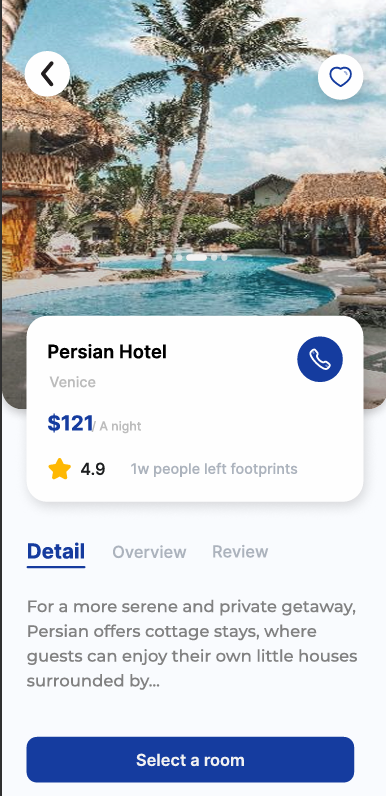 Persian Hotel
Venice
$121/ A night
4.9 1w people left footprints
Detail Overview Review
For a more serene and private getaway,
Persian offers cottage stays, where
guests can enjoy their own little houses
surrounded by...
Select a room